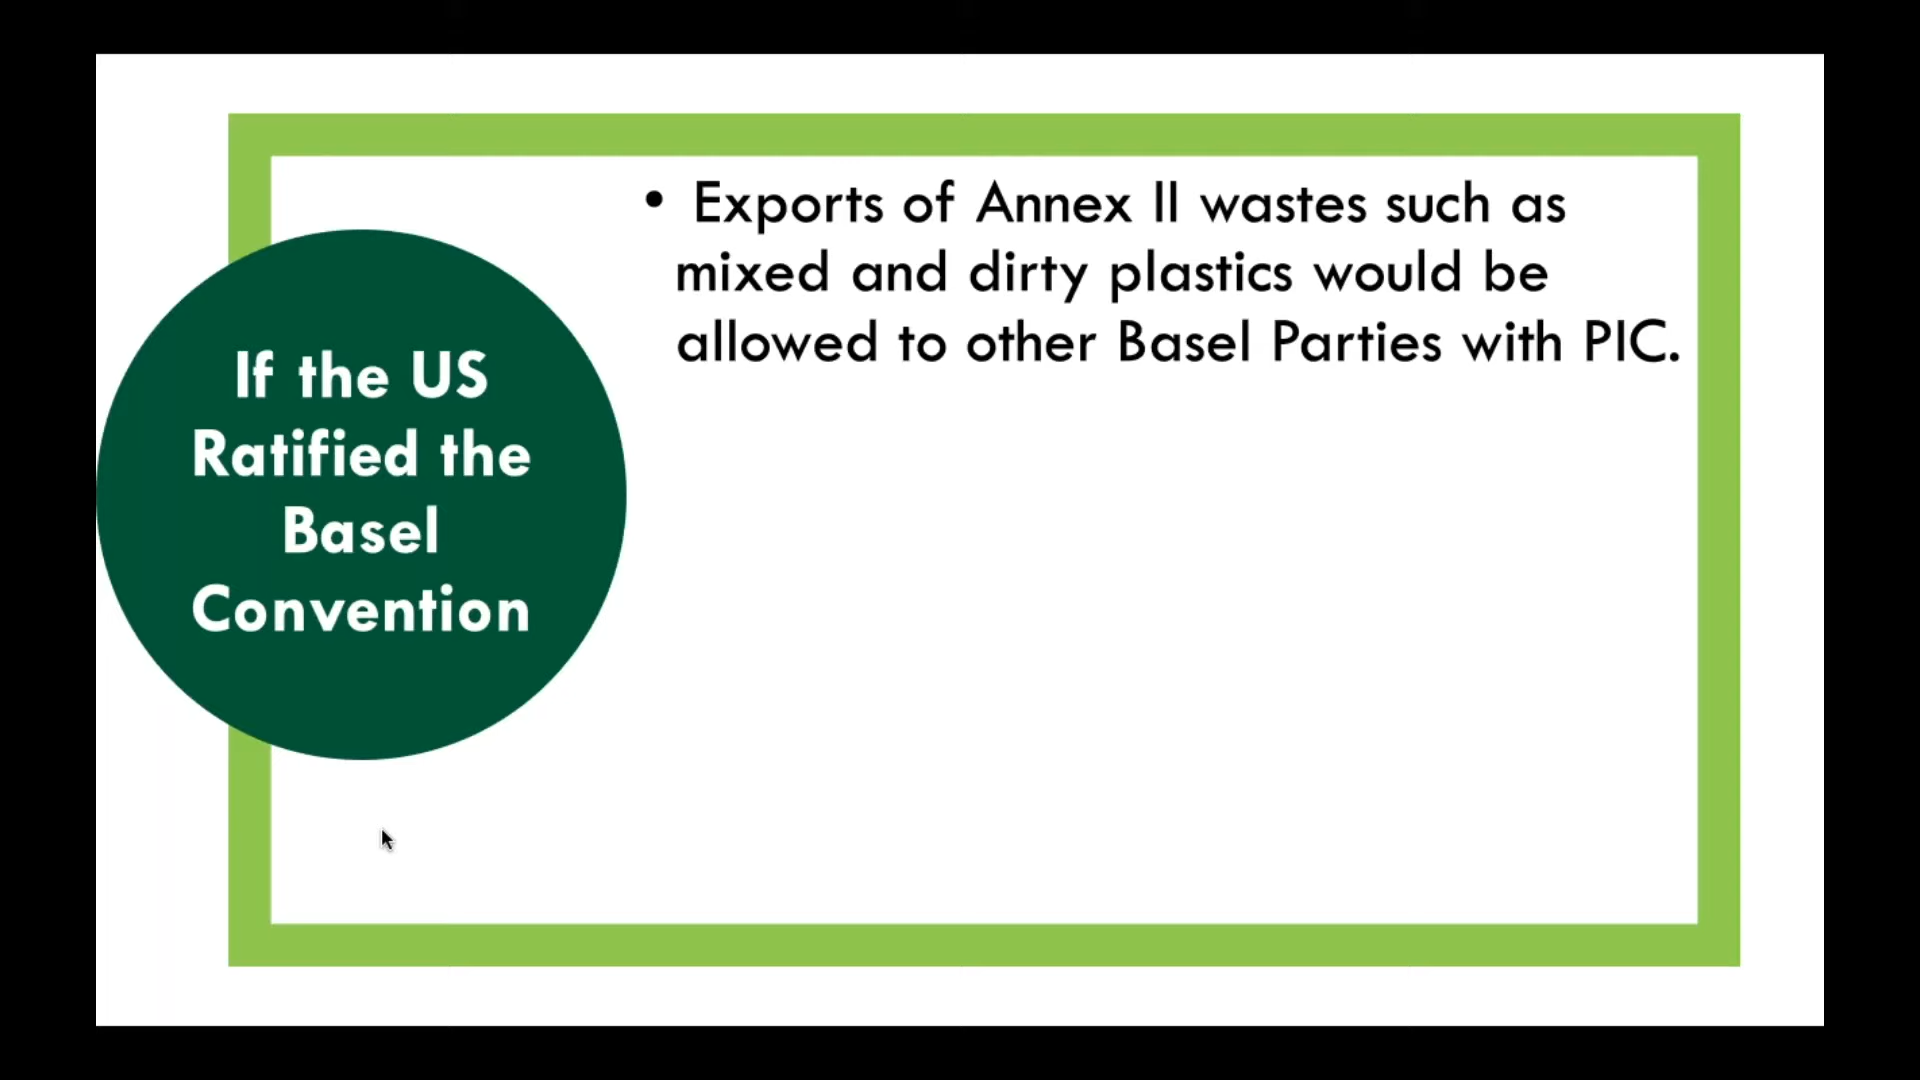 If the US
Ratified the
Basel
Convention
• Exports of Annex II wastes such as
mixed and dirty plastics would be
allowed to other Basel Parties with PIC.